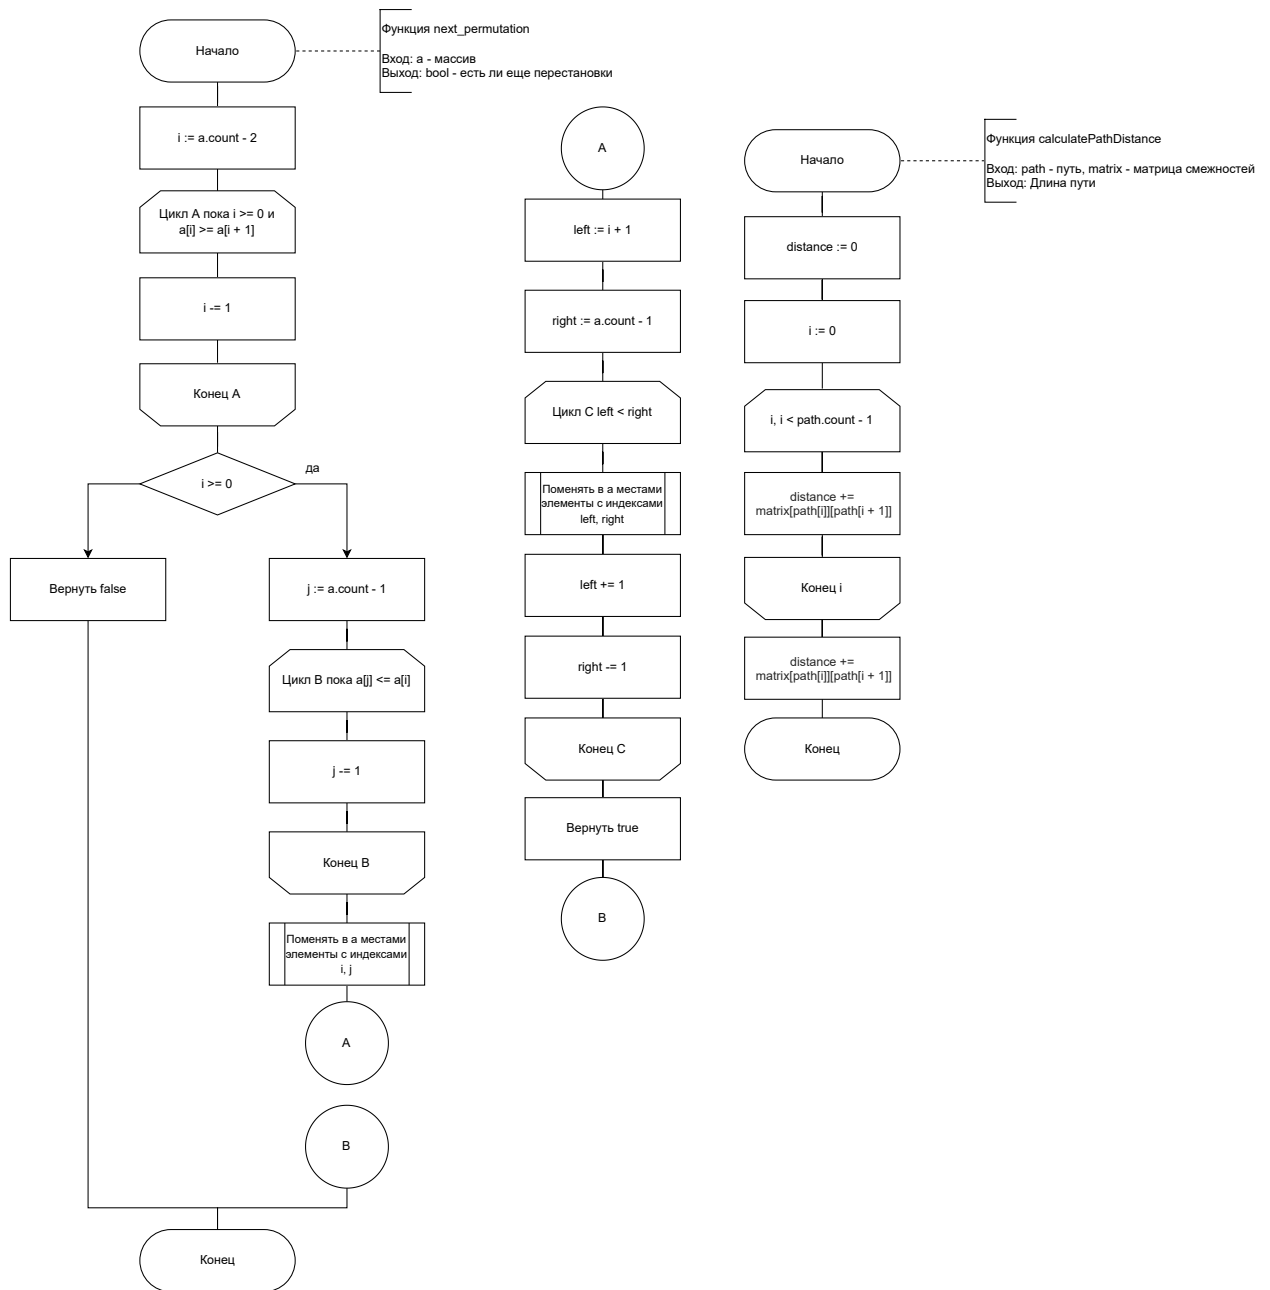 Начало
Функция next_permutation
Вход: a - массив
Выход: bool - есть ли еще перестановки
i := a.count - 2
Цикл A пока i >= 0 и
a[i] >= a[i + 1]
i -= 1
Конец A
i >= 0
да
Вернуть false
j := a.count - 1
Цикл B пока a[j] <= a[i]
j -= 1
Конец B
Поменять в a местами
элементы с индексами
i, j
A
B
Конец
A
left := i + 1
right := a.count - 1
Цикл C left < right
Поменять в a местами
элементы с индексами
left, right
left += 1
right -= 1
Конец C
Вернуть true
B
Начало
Функция calculatePathDistance
Вход: path - путь, matrix - матрица смежностей
Выход: Длина пути
distance := 0
i := 0
i, i < path.count - 1
distance +=
matrix[path[i]][path[i + 1]]
Конец i
distance +=
matrix[path[i]][path[i + 1]]
Конец